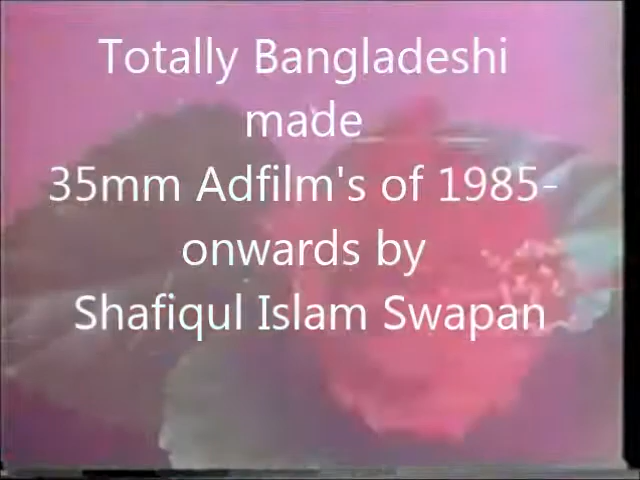 Totally Bangladeshi
made
35mm Adfilm's of 1985-
onwards by
Shafiqul Islam Swapan